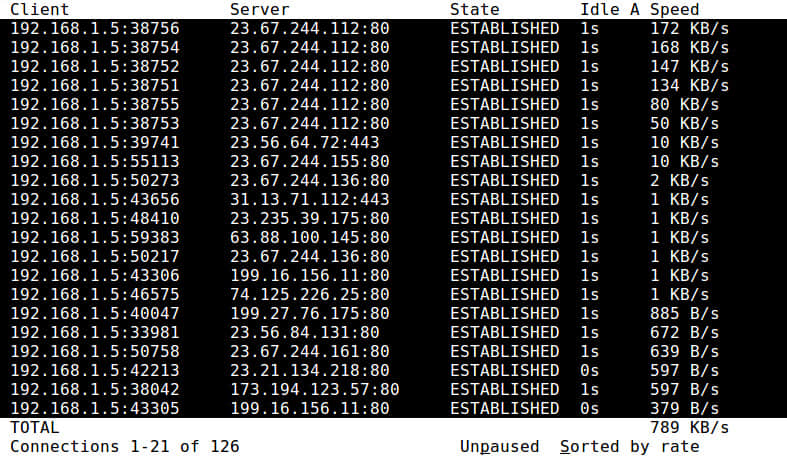 Client Server State Idle A Speed
192.168.1.5:38756 23.67.244.112:80 ESTABLISHED 1s 172 KB/s
192.168.1.5:38754 23.67.244.112:80 ESTABLISHED 1s 168 KB/s
192.168.1.5:38752 23.67.244.112:80 ESTABLISHED 1s 147 KB/s
192.168.1.5:38751 23.67.244.112:80 ESTABLISHED 1s 134 KB/s
192.168.1.5:38755 23.67.244.112:80 ESTABLISHED 1s 80 KB/s
192.168.1.5:38753 23.67.244.112:80 ESTABLISHED 1s 50 KB/s
192.168.1.5:39741 23.56.64.72:443 ESTABLISHED 1s 10 KB/s
192.168.1.5:55113 23.67.244.155:80 ESTABLISHED 1s 10 KB/s
192.168.1.5:50273 23.67.244.136:80 ESTABLISHED 1s 2 KB/s
192.168.1.5:43656 31.13.71.112:443 ESTABLISHED 1s 1 KB/s
192.168.1.5:48410 23.235.39.175:80 ESTABLISHED 1s 1 KB/s
192.168.1.5:59383 63.88.100.145:80 ESTABLISHED 1s 1 KB/s
192.168.1.5:50217 23.67.244.136:80 ESTABLISHED 1s 1 KB/s
192.168.1.5:43306 199.16.156.11:80 ESTABLISHED 1s 1 KB/s
192.168.1.5:46575 74.125.226.25:80 ESTABLISHED 1s 1 KB/s
192.168.1.5:40047 199.27.76.175:80 ESTABLISHED 1s 885 B/s
192.168.1.5:33981 23.56.84.131:80 ESTABLISHED 1s 672 B/s
192.168.1.5:50758 23.67.244.161:80 ESTABLISHED 1s 639 B/s
192.168.1.5:42213 23.21.134.218:80 ESTABLISHED 0s 597 B/s
192.168.1.5:38042 173.194.123.57:80 ESTABLISHED 1s 597 B/s
192.168.1.5:43305 199.16.156.11:80 ESTABLISHED 0s 379 B/s
TOTAL 789 KB/s
Connections 1-21 of 126 Unpaused Sorted by rate